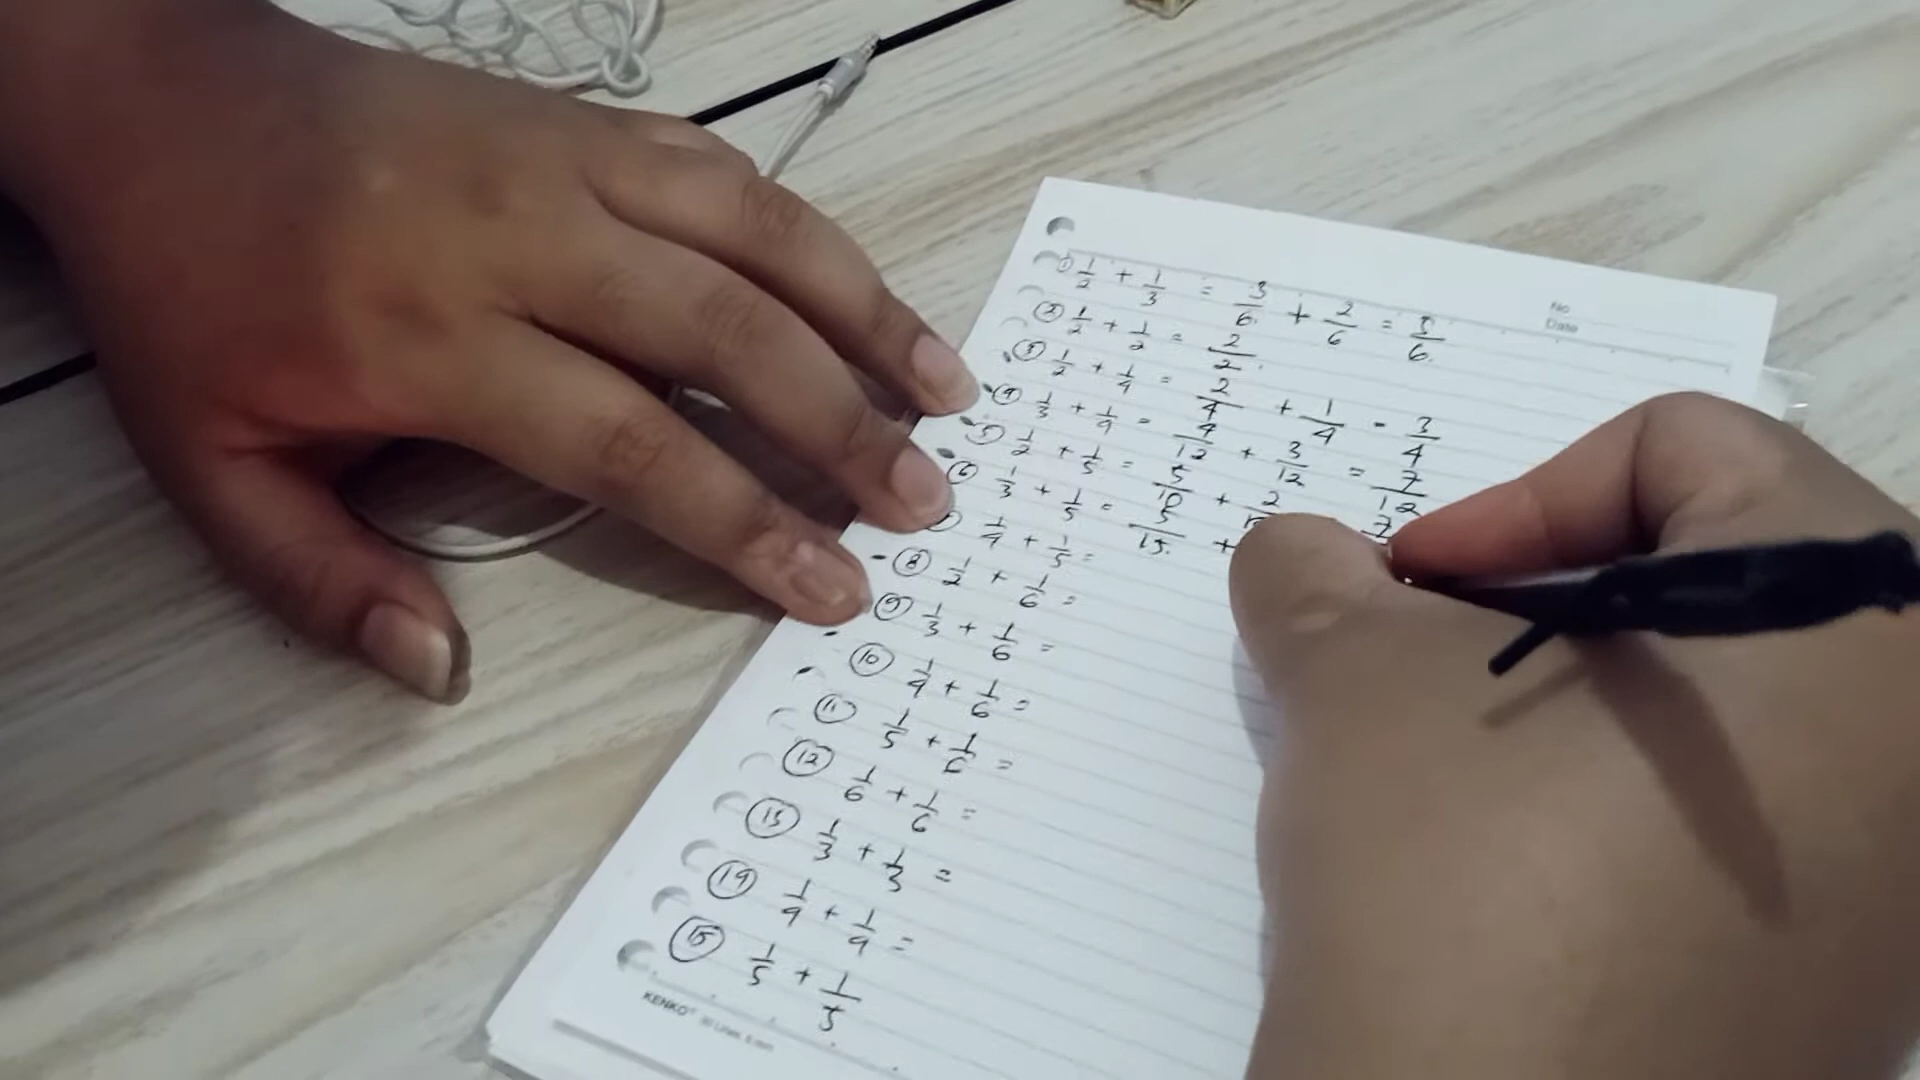 ① 1/2 + 1/3 = 3/6 + 2/6 = 5/6
② 1/2 + 1/2 = 2/2
③ 1/2 + 1/4 = 2/4 + 1/4 = 3/4
④ 1/3 + 1/4 = 4/12 + 3/12 = 7/12
⑤ 1/2 + 1/5 = 5/10 + 2/ 7/
⑥ 1/3 + 1/5 = 5/15 +
1/4 + 1/5 =
⑧ 1/2 + 1/6 =
⑨ 1/3 + 1/6 =
⑩ 1/4 + 1/6 =
⑪ 1/5 + 1/6 =
⑫ 1/6 + 1/6 =
⑬ 1/3 + 1/3 =
⑭ 1/4 + 1/4 =
⑮ 1/5 + 1/5
No
Date
KENKO®